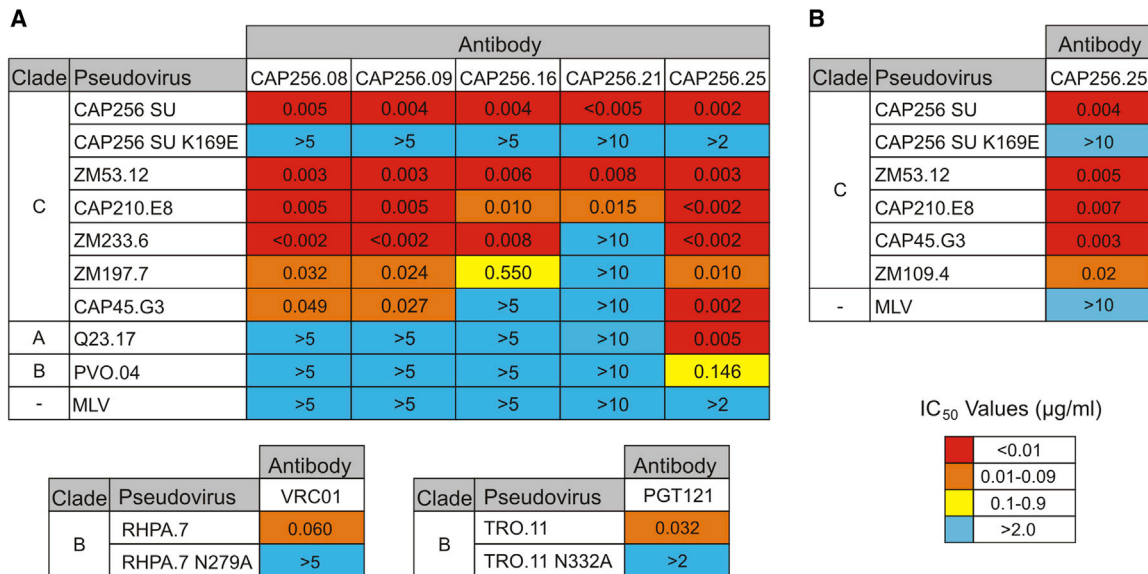 A
Antibody
Clade Pseudovirus CAP256.08 CAP256.09 CAP256.16 CAP256.21 CAP256.25
C
CAP256 SU 0.005 0.004 0.004 <0.005 0.002
CAP256 SU K169E >5 >5 >5 >10 >2
ZM53.12 0.003 0.003 0.006 0.008 0.003
CAP210.E8 0.005 0.005 0.010 0.015 <0.002
ZM233.6 <0.002 <0.002 0.008 >10 <0.002
ZM197.7 0.032 0.024 0.550 >10 0.010
CAP45.G3 0.049 0.027 >5 >10 0.002
A Q23.17 >5 >5 >5 >10 0.005
B PVO.04 >5 >5 >5 >10 0.146
- MLV >5 >5 >5 >10 >2
Antibody
Clade Pseudovirus VRC01
B
RHPA.7 0.060
RHPA.7 N279A >5
Antibody
Clade Pseudovirus PGT121
B
TRO.11 0.032
TRO.11 N332A >2
B
Antibody
Clade Pseudovirus CAP256.25
C
CAP256 SU 0.004
CAP256 SU K169E >10
ZM53.12 0.005
CAP210.E8 0.007
CAP45.G3 0.003
ZM109.4 0.02
- MLV >10
IC50 Values (µg/ml)
<0.01
0.01-0.09
0.1-0.9
>2.0